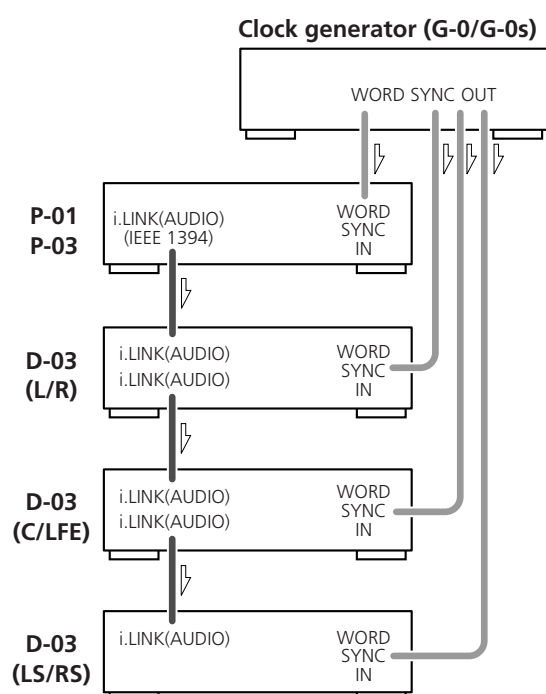 Clock generator (G-0/G-0s)
WORD SYNC OUT
P-01
P-03
i.LINK(AUDIO)
(IEEE 1394)
WORD
SYNC
IN
D-03
(L/R)
i.LINK(AUDIO)
i.LINK(AUDIO)
WORD
SYNC
IN
D-03
(C/LFE)
i.LINK(AUDIO)
i.LINK(AUDIO)
WORD
SYNC
IN
D-03
(LS/RS)
i.LINK(AUDIO)
WORD
SYNC
IN